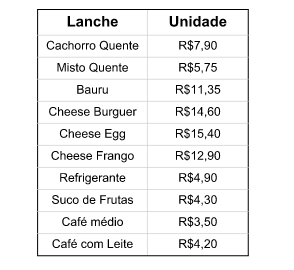 Lanche Unidade
Cachorro Quente R$7,90
Misto Quente R$5,75
Bauru R$11,35
Cheese Burguer R$14,60
Cheese Egg R$15,40
Cheese Frango R$12,90
Refrigerante R$4,90
Suco de Frutas R$4,30
Café médio R$3,50
Café com Leite R$4,20